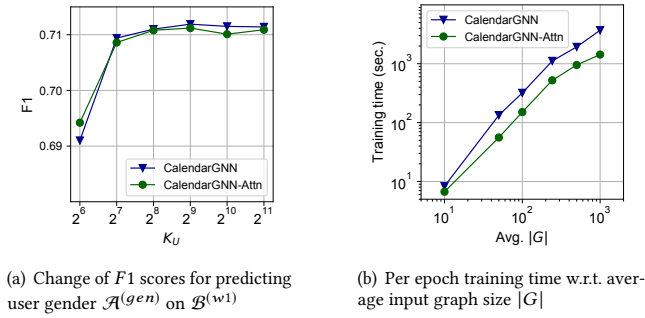 0.71
0.70
0.69
F1
CalendarGNN
CalendarGNN-Attn
2^6 2^7 2^8 2^9 2^10 2^11
K_U
CalendarGNN
CalendarGNN-Attn
10^3
10^2
10^1
Training time (sec.)
10^1 10^2 10^3
Avg. |G|
(a) Change of F1 scores for predicting
user gender 𝒜^(gen) on ℬ^(w1)
(b) Per epoch training time w.r.t. aver-
age input graph size |G|